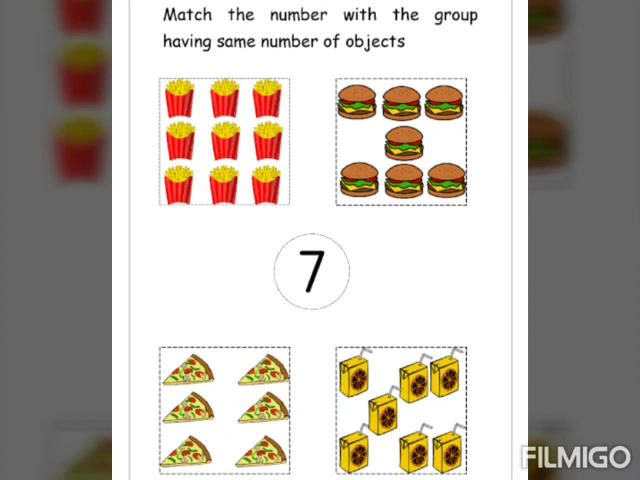 Match the number with the group
having same number of objects
7
FILMIGO